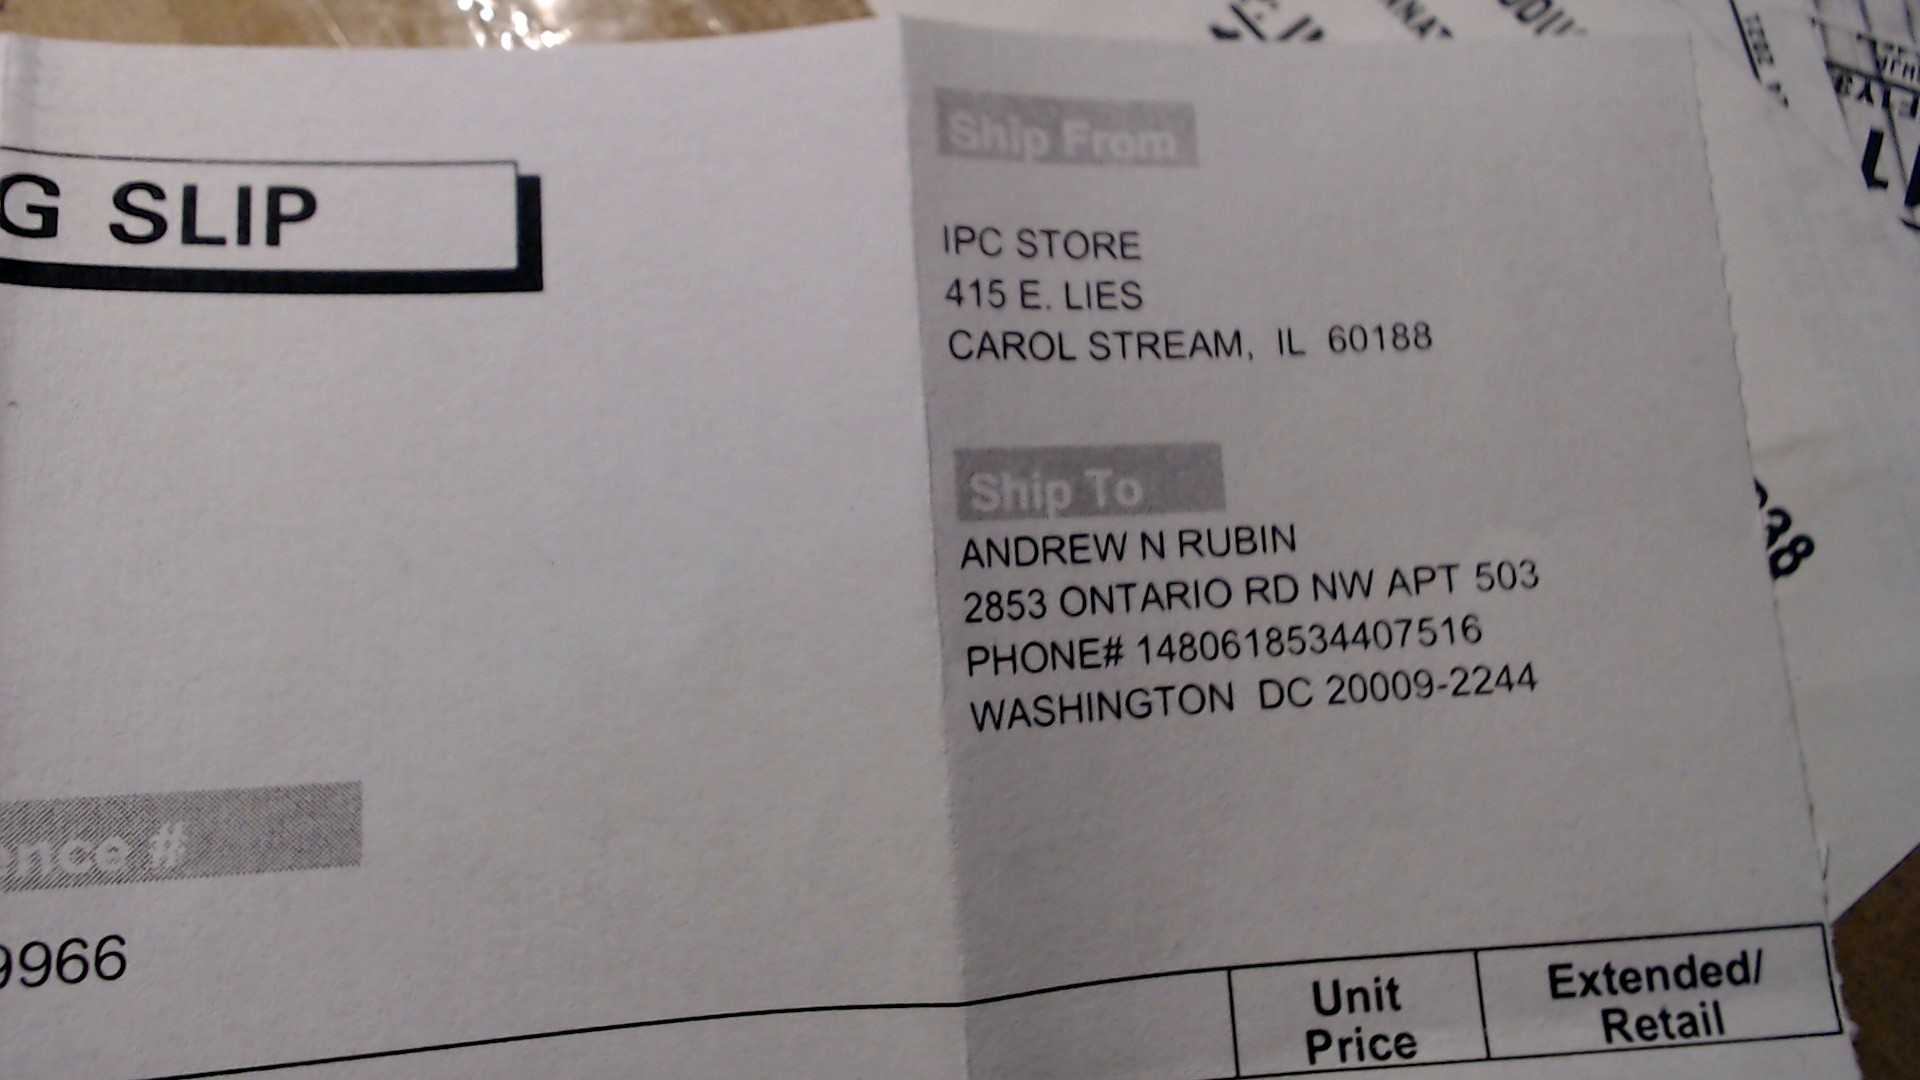 G SLIP
Ship From
IPC STORE
415 E. LIES
CAROL STREAM, IL 60188
Ship To
ANDREW N RUBIN
2853 ONTARIO RD NW APT 503
PHONE# 1480618534407516
WASHINGTON DC 20009-2244
ence #
9966
Unit
Price
Extended/
Retail